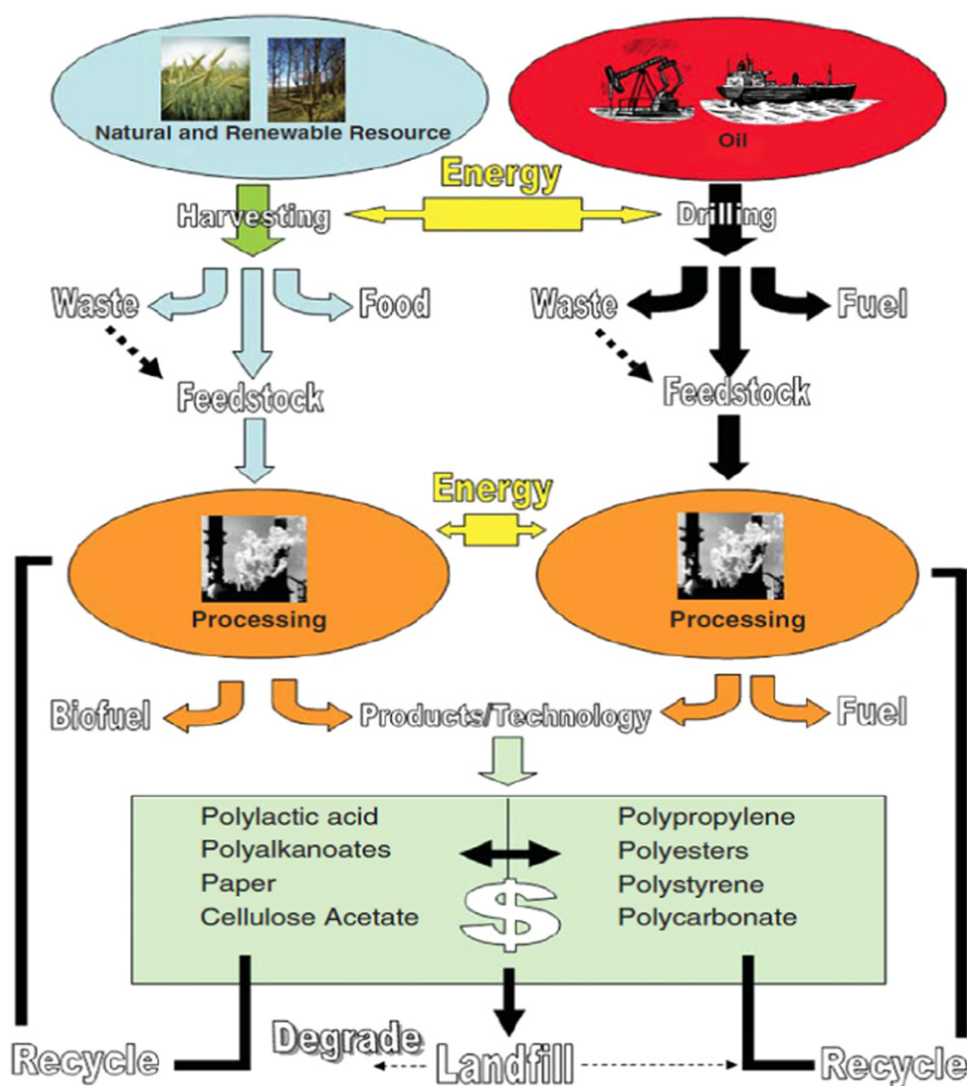 Natural and Renewable Resource
Oil
Energy
Harvesting
Drilling
Waste
Food
Waste
Fuel
Feedstock
Feedstock
Energy
Processing
Processing
Biofuel
Products/Technology
Fuel
Polylactic acid
Polyalkanoates
Paper
Cellulose Acetate
$
Polypropylene
Polyesters
Polystyrene
Polycarbonate
Recycle
Degrade
Landfill
Recycle